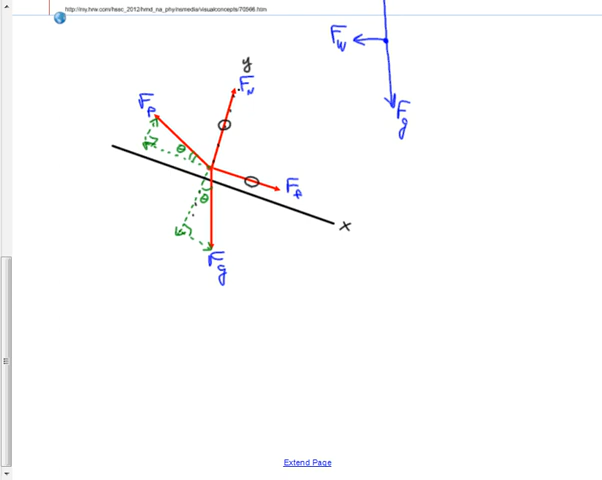 http://my.hrw.com/hssc_2012/hmd_na_phy/nsmedia/visualconcepts/70566.htm
Fw
Fg
y
FN
Fp
θ
Ff
θ
x
Fg
Extend Page